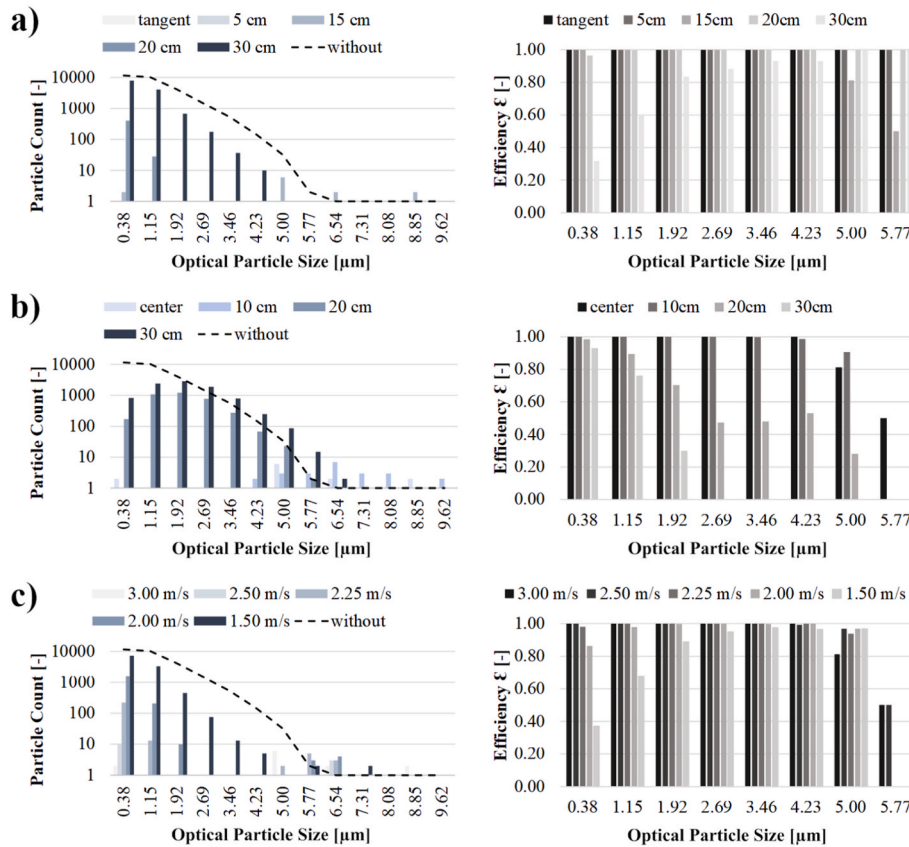 a)
tangent 5 cm 15 cm
20 cm 30 cm without
Particle Count [-]
10000
1000
100
10
1
0.38 1.15 1.92 2.69 3.46 4.23 5.00 5.77 6.54 7.31 8.08 8.85 9.62
Optical Particle Size [µm]
tangent 5cm 15cm 20cm 30cm
Efficiency Ɛ [-]
1.00
0.80
0.60
0.40
0.20
0.00
0.38 1.15 1.92 2.69 3.46 4.23 5.00 5.77
Optical Particle Size [µm]
b)
center 10 cm 20 cm
30 cm without
Particle Count [-]
10000
1000
100
10
1
0.38 1.15 1.92 2.69 3.46 4.23 5.00 5.77 6.54 7.31 8.08 8.85 9.62
Optical Particle Size [µm]
center 10cm 20cm 30cm
Efficiency Ɛ [-]
1.00
0.80
0.60
0.40
0.20
0.00
0.38 1.15 1.92 2.69 3.46 4.23 5.00 5.77
Optical Particle Size [µm]
c)
3.00 m/s 2.50 m/s 2.25 m/s
2.00 m/s 1.50 m/s without
Particle Count [-]
10000
1000
100
10
1
0.38 1.15 1.92 2.69 3.46 4.23 5.00 5.77 6.54 7.31 8.08 8.85 9.62
Optical Particle Size [µm]
3.00 m/s 2.50 m/s 2.25 m/s 2.00 m/s 1.50 m/s
Efficiency Ɛ [-]
1.00
0.80
0.60
0.40
0.20
0.00
0.38 1.15 1.92 2.69 3.46 4.23 5.00 5.77
Optical Particle Size [µm]